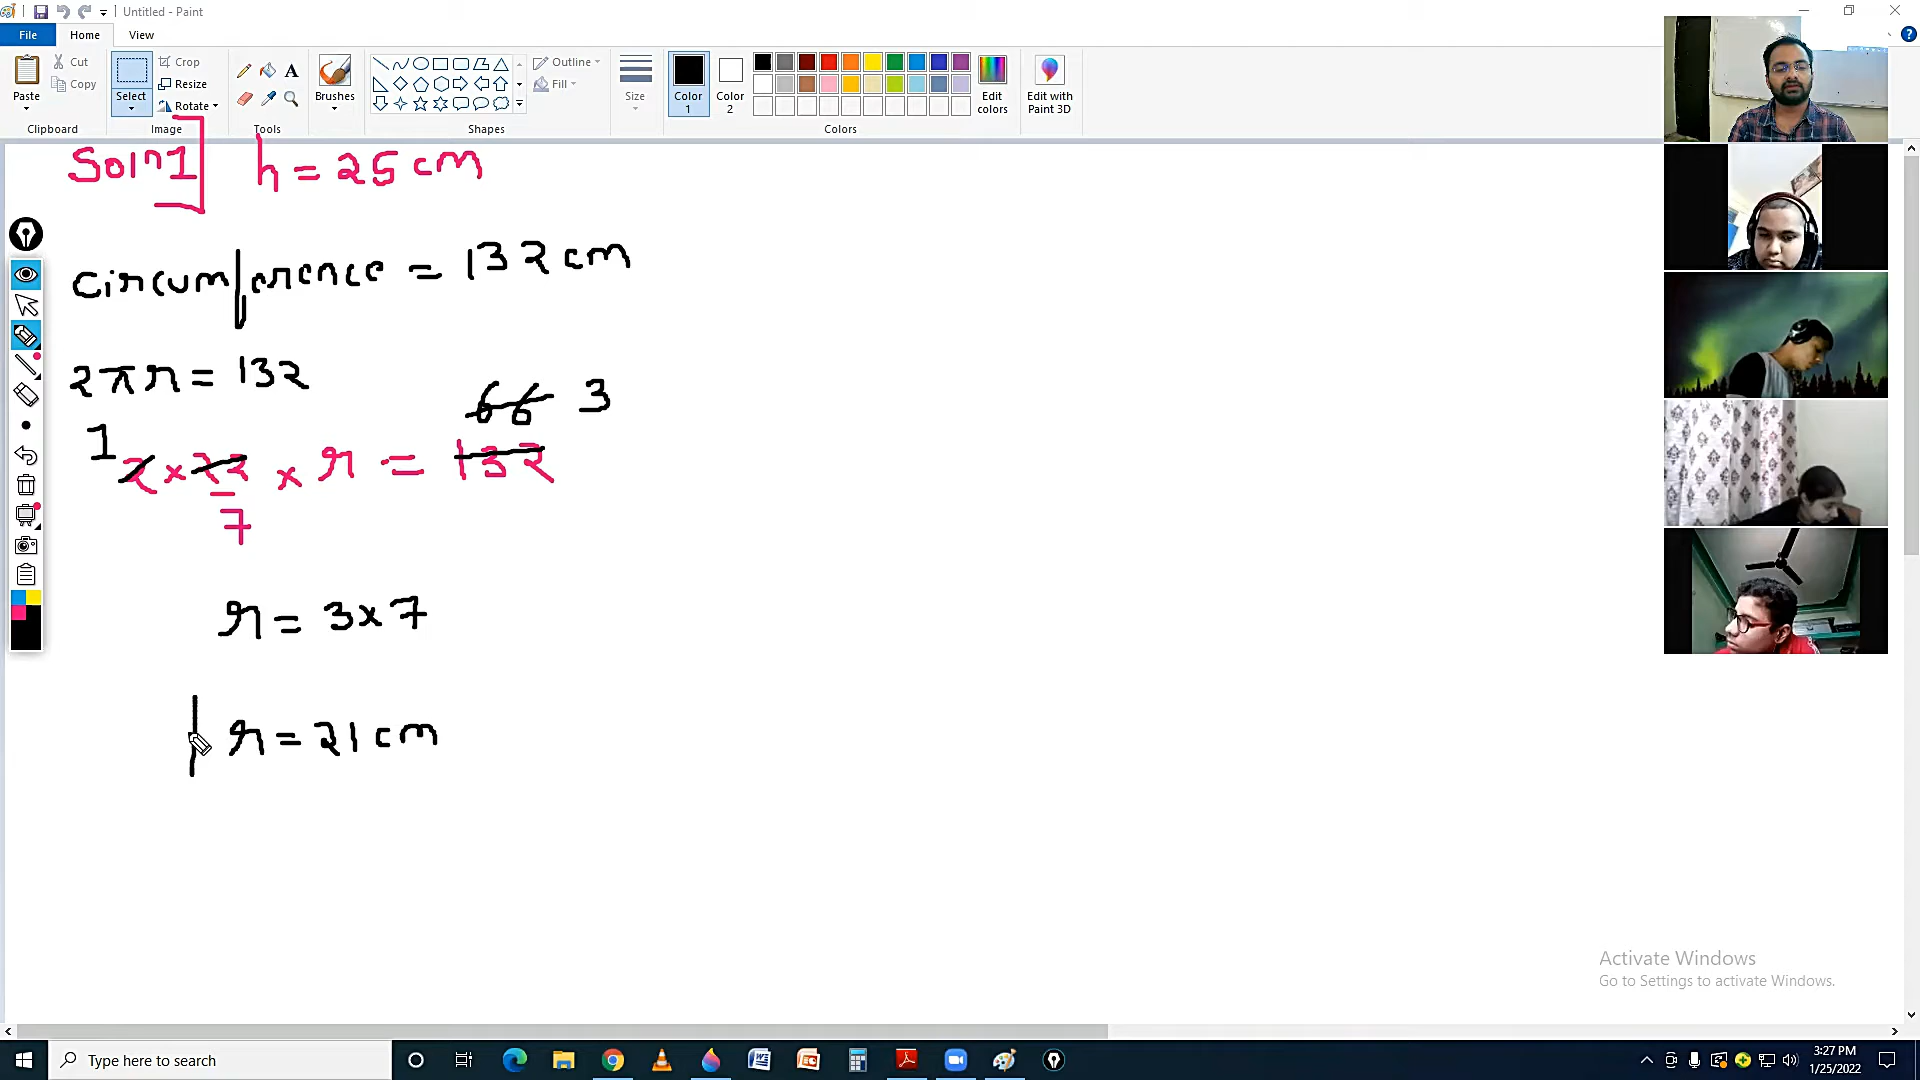 Untitled - Paint
File Home View
Paste Cut Copy Select Crop Resize Rotate A Brushes Outline Fill Size Color 1 Color 2 Edit colors Edit with Paint 3D ?
Clipboard Image Tools Shapes Colors
Soln1] h = 25 cm
circumference = 132 cm
2πr = 132
66 3
1
2 × 22 × r = 132
7
r = 3 × 7
r = 21 cm
Activate Windows
Go to Settings to activate Windows.
Type here to search
3:27 PM
1/25/2022